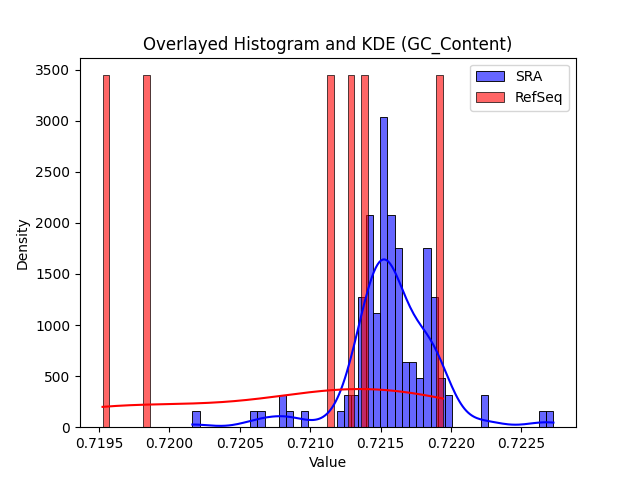 Overlayed Histogram and KDE (GC_Content)
SRA
RefSeq
3500
3000
2500
2000
1500
1000
500
0
Density
0.7195 0.7200 0.7205 0.7210 0.7215 0.7220 0.7225
Value